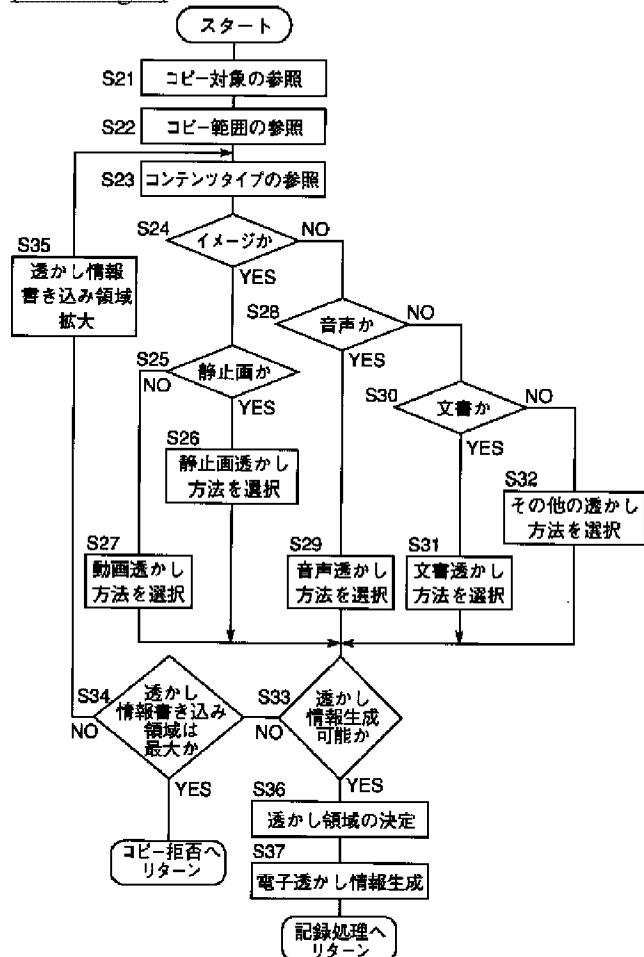 スタート
S21
コピー対象の参照
S22
コピー範囲の参照
S23
コンテンツタイプの参照
S24
イメージか
NO
YES
S35
透かし情報
書き込み領域
拡大
S28
音声か
NO
YES
S25
静止画か
NO
YES
S30
文書か
NO
YES
S26
静止画透かし
方法を選択
S32
その他の透かし
方法を選択
S27
動画透かし
方法を選択
S29
音声透かし
方法を選択
S31
文書透かし
方法を選択
S34
透かし
情報書き込み
領域は
最大か
NO
YES
S33
透かし
情報生成
可能か
NO
YES
S36
透かし領域の決定
コピー拒否へ
リターン
S37
電子透かし情報生成
記録処理へ
リターン